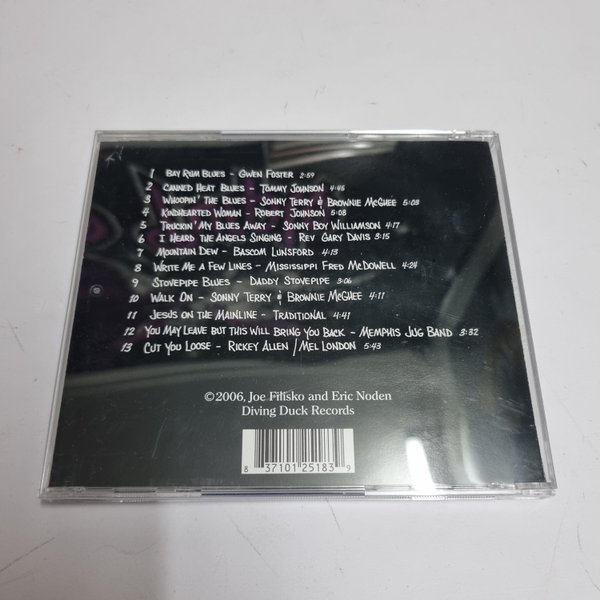 1 Bay Rum Blues - Gwen Foster 2:59
2 Canned Heat Blues - Tommy Johnson 4:45
3 Whoopin' The Blues - Sonny Terry & Brownie McGhee 5:03
4 Kindhearted Woman - Robert Johnson 5:08
5 Truckin' My Blues Away - Sonny Boy Williamson 4:17
6 I Heard the Angels Singing - Rev Gary Davis 3:15
7 Mountain Dew - Bascom Lunsford 4:13
8 Write Me a Few Lines - Mississippi Fred McDowell 4:24
9 Stovepipe Blues - Daddy Stovepipe 3:06
10 Walk On - Sonny Terry & Brownie McGhee 4:11
11 Jesus on the Mainline - Traditional 4:41
12 You May Leave But This Will Bring You Back - Memphis Jug Band 3:32
13 Cut You Loose - Rickey Allen / Mel London 5:43
©2006, Joe Filisko and Eric Noden
Diving Duck Records
8 37101 25183 9